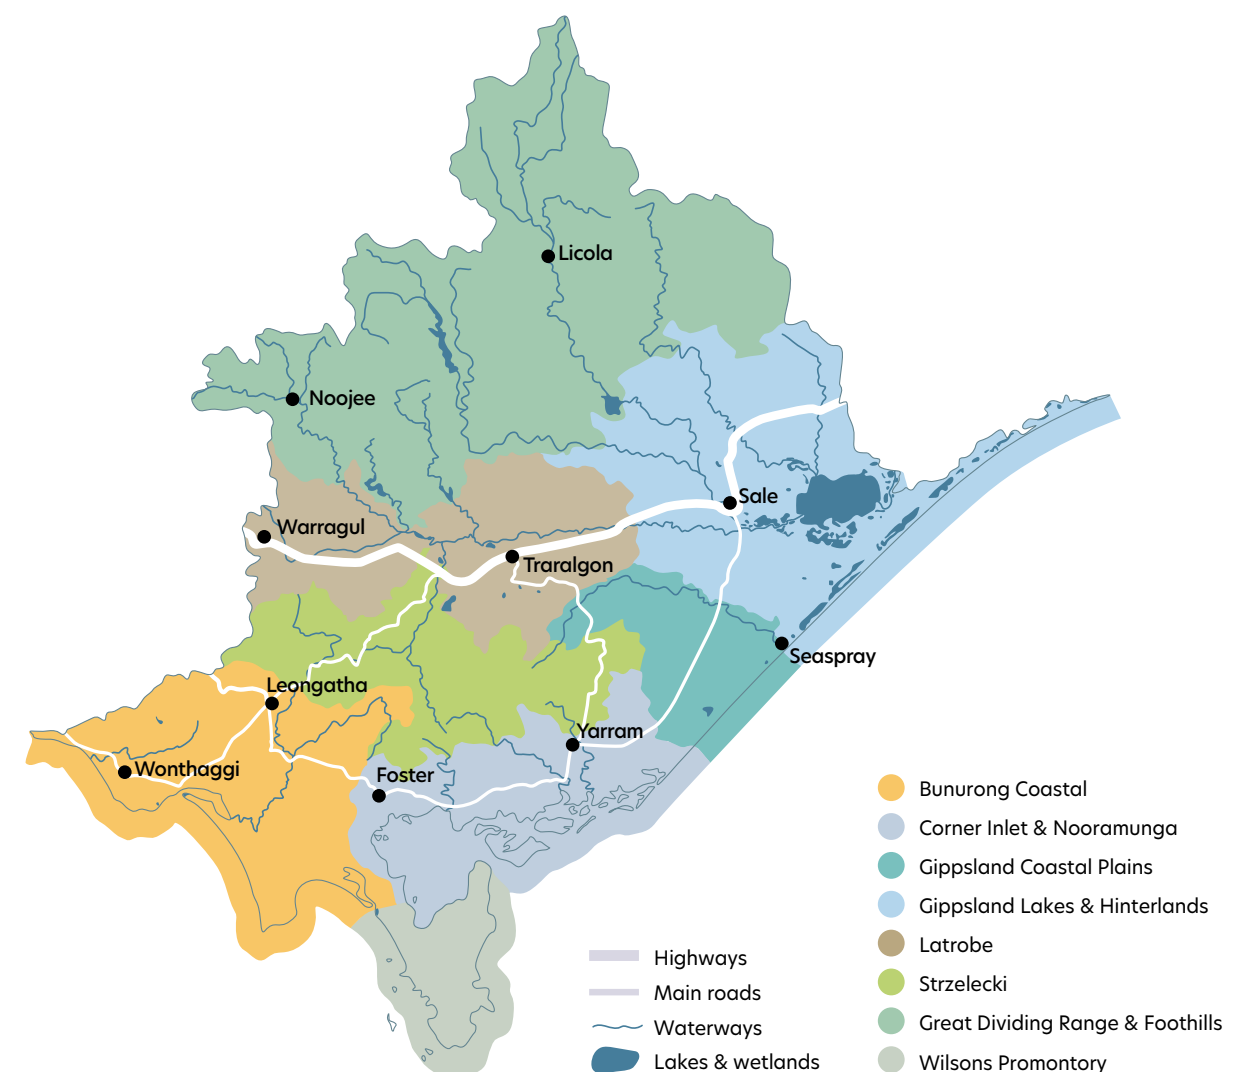 Licola
Noojee
Sale
Warragul
Traralgon
Seaspray
Leongatha
Yarram
Wonthaggi
Foster
Bunurong Coastal
Corner Inlet & Nooramunga
Gippsland Coastal Plains
Gippsland Lakes & Hinterlands
Latrobe
Strzelecki
Great Dividing Range & Foothills
Wilsons Promontory
Highways
Main roads
Waterways
Lakes & wetlands